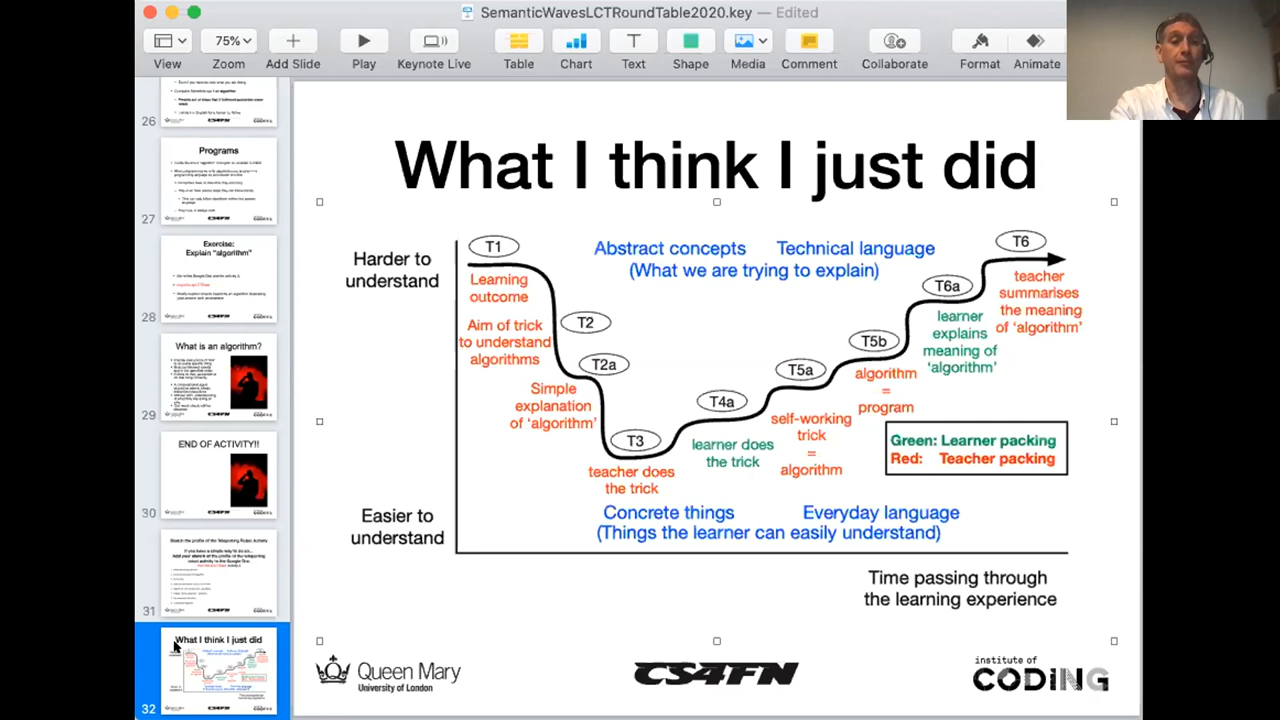 SemanticWavesLCTRoundTable2020.key — Edited
75%
View
Zoom
Add Slide
Play
Keynote Live
Table
Chart
Text
Shape
Media
Comment
Collaborate
Format
Animate
26
Programs
27
Exercise:
Explain "algorithm"
28
What is an algorithm?
29
END OF ACTIVITY!!
30
31
What I think I just did
32
What I think I just did
Harder to
understand
T1
Abstract concepts Technical language
(What we are trying to explain)
T6
Learning
outcome
Aim of trick
to understand
algorithms
T2
T2a
Simple
explanation
of 'algorithm'
T3
teacher does
the trick
T4a
learner does
the trick
T5a
self-working
trick
=
algorithm
T5b
algorithm
=
program
T6a
learner
explains
meaning of
'algorithm'
teacher
summarises
the meaning
of 'algorithm'
Green: Learner packing
Red: Teacher packing
Easier to
understand
Concrete things Everyday language
(Things the learner can easily understand)
Time passing through
the learning experience
Queen Mary
University of London
CS4FN
institute of
CODING